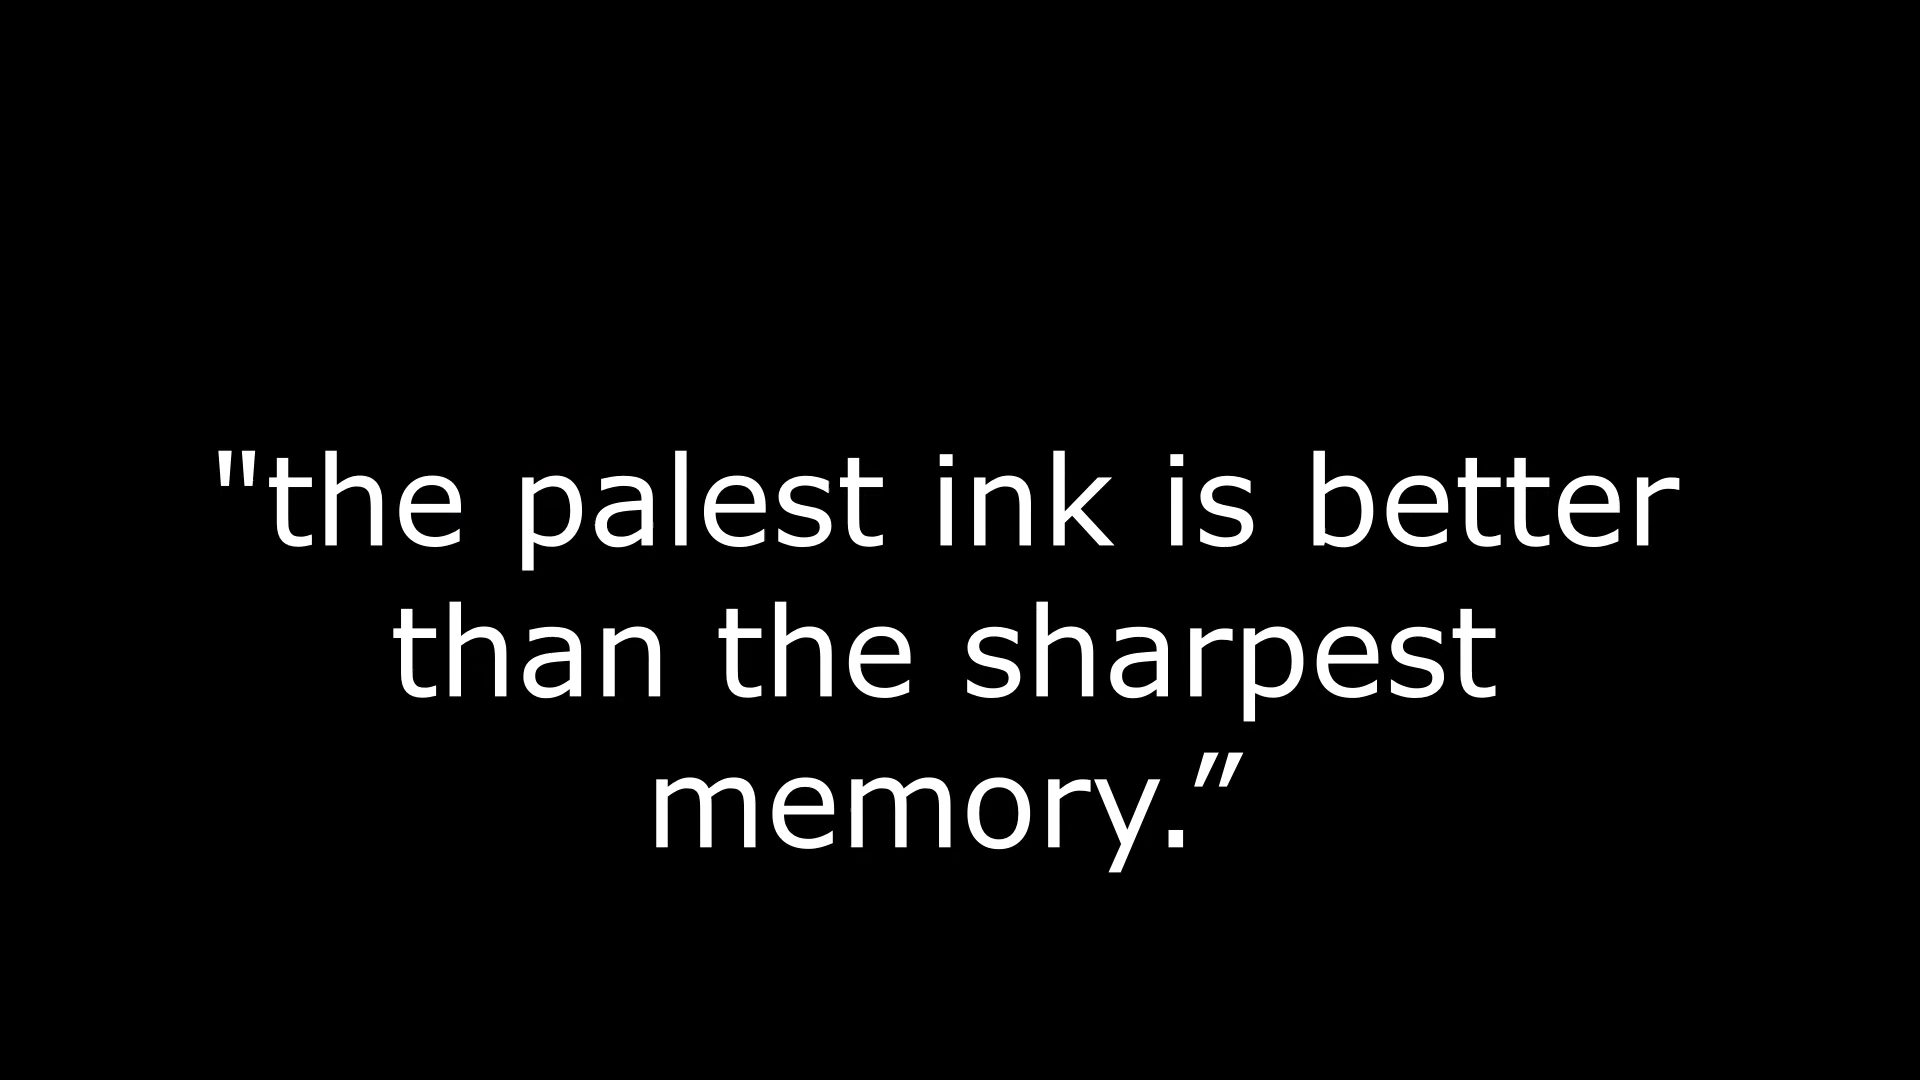 "the palest ink is better
than the sharpest
memory.”